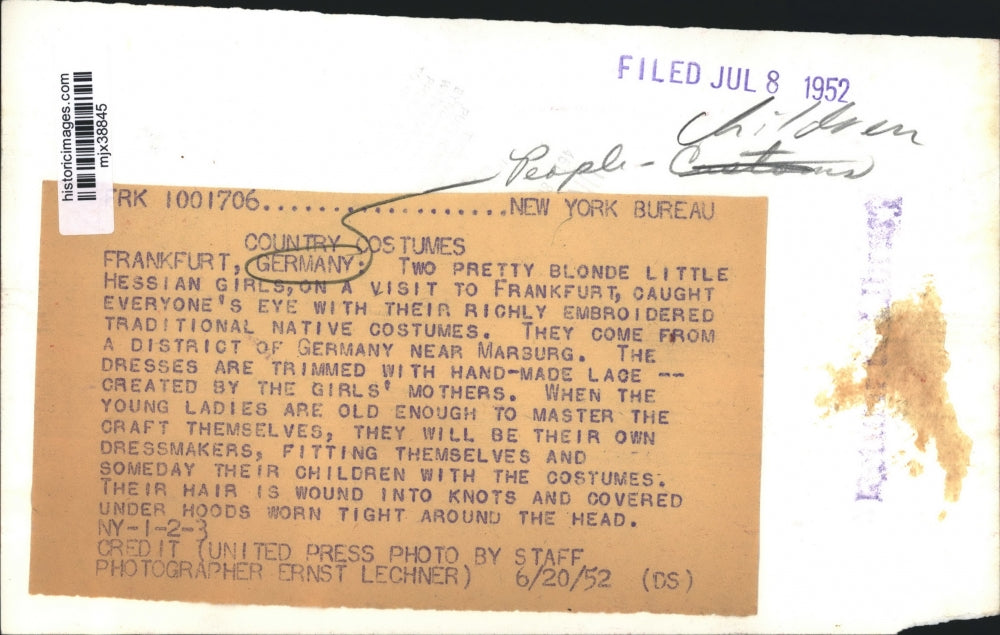 FILED JUL 8 1952
historicimages.com
mjx38845
Children
People - Customs
FRK 1001706...................NEW YORK BUREAU
COUNTRY COSTUMES
FRANKFURT, GERMANY: TWO PRETTY BLONDE LITTLE
HESSIAN GIRLS, ON A VISIT TO FRANKFURT, CAUGHT
EVERYONE'S EYE WITH THEIR RICHLY EMBROIDERED
TRADITIONAL NATIVE COSTUMES. THEY COME FROM
A DISTRICT OF GERMANY NEAR MARBURG. THE
DRESSES ARE TRIMMED WITH HAND-MADE LACE --
CREATED BY THE GIRLS' MOTHERS. WHEN THE
YOUNG LADIES ARE OLD ENOUGH TO MASTER THE
CRAFT THEMSELVES, THEY WILL BE THEIR OWN
DRESSMAKERS, FITTING THEMSELVES AND
SOMEDAY THEIR CHILDREN WITH THE COSTUMES.
THEIR HAIR IS WOUND INTO KNOTS AND COVERED
UNDER HOODS WORN TIGHT AROUND THE HEAD.
NY-1-2-3
CREDIT (UNITED PRESS PHOTO BY STAFF
PHOTOGRAPHER ERNST LECHNER) 6/20/52 (DS)